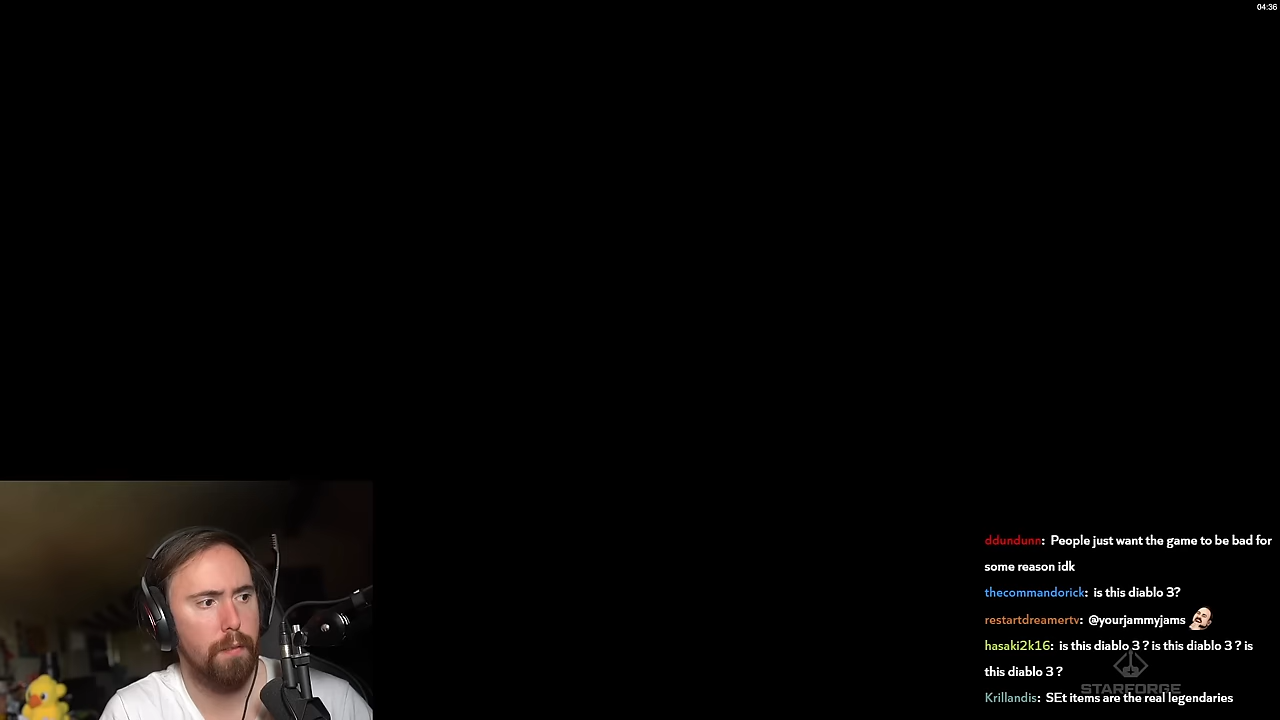 04:36
ddundunn: People just want the game to be bad for
some reason idk
thecommandorick: is this diablo 3?
restartdreamertv: @yourjammyjams
hasaki2k16: is this diablo 3 ? is this diablo 3 ? is
this diablo 3 ?
STARFORGE
Krillandis: SEt items are the real legendaries